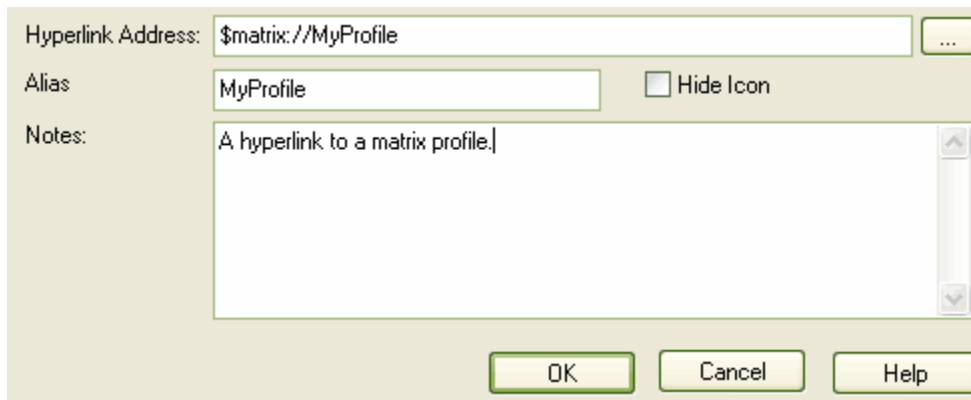 Hyperlink Address: $matrix://MyProfile ...
Alias MyProfile Hide Icon
Notes: A hyperlink to a matrix profile.
OK Cancel Help